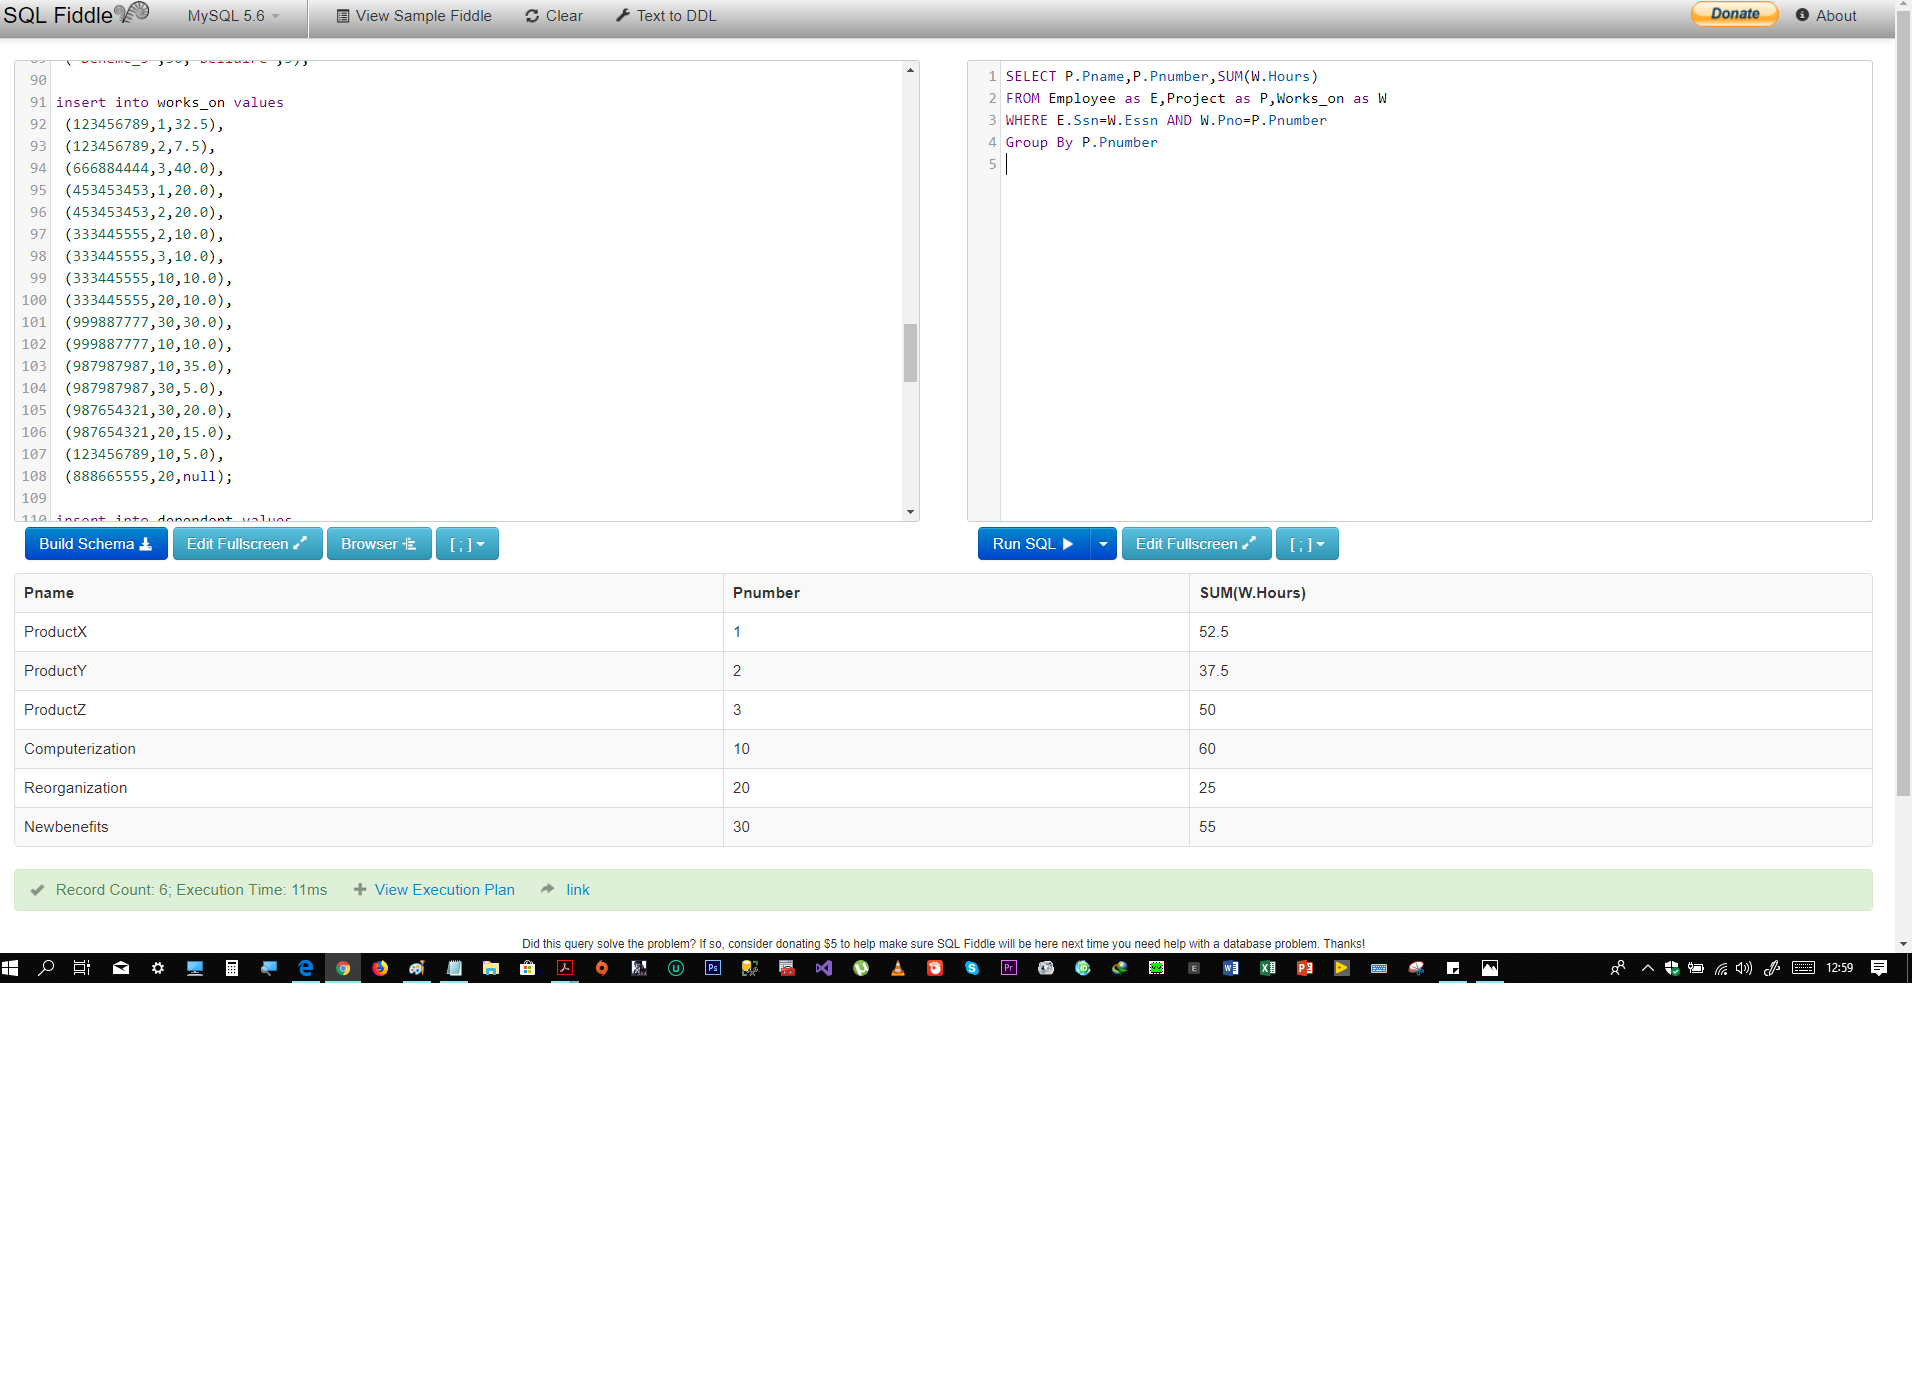 SQL Fiddle MySQL 5.6 View Sample Fiddle Clear Text to DDL Donate About
90
91 insert into works_on values
92 (123456789,1,32.5),
93 (123456789,2,7.5),
94 (666884444,3,40.0),
95 (453453453,1,20.0),
96 (453453453,2,20.0),
97 (333445555,2,10.0),
98 (333445555,3,10.0),
99 (333445555,10,10.0),
100 (333445555,20,10.0),
101 (999887777,30,30.0),
102 (999887777,10,10.0),
103 (987987987,10,35.0),
104 (987987987,30,5.0),
105 (987654321,30,20.0),
106 (987654321,20,15.0),
107 (123456789,10,5.0),
108 (888665555,20,null);
109
110 insert into dependent values
Build Schema Edit Fullscreen Browser [ ; ]
1 SELECT P.Pname,P.Pnumber,SUM(W.Hours)
2 FROM Employee as E,Project as P,Works_on as W
3 WHERE E.Ssn=W.Essn AND W.Pno=P.Pnumber
4 Group By P.Pnumber
5
Run SQL Edit Fullscreen [ ; ]
Pname Pnumber SUM(W.Hours)
ProductX 1 52.5
ProductY 2 37.5
ProductZ 3 50
Computerization 10 60
Reorganization 20 25
Newbenefits 30 55
Record Count: 6; Execution Time: 11ms View Execution Plan link
Did this query solve the problem? If so, consider donating $5 to help make sure SQL Fiddle will be here next time you need help with a database problem. Thanks!
12:59